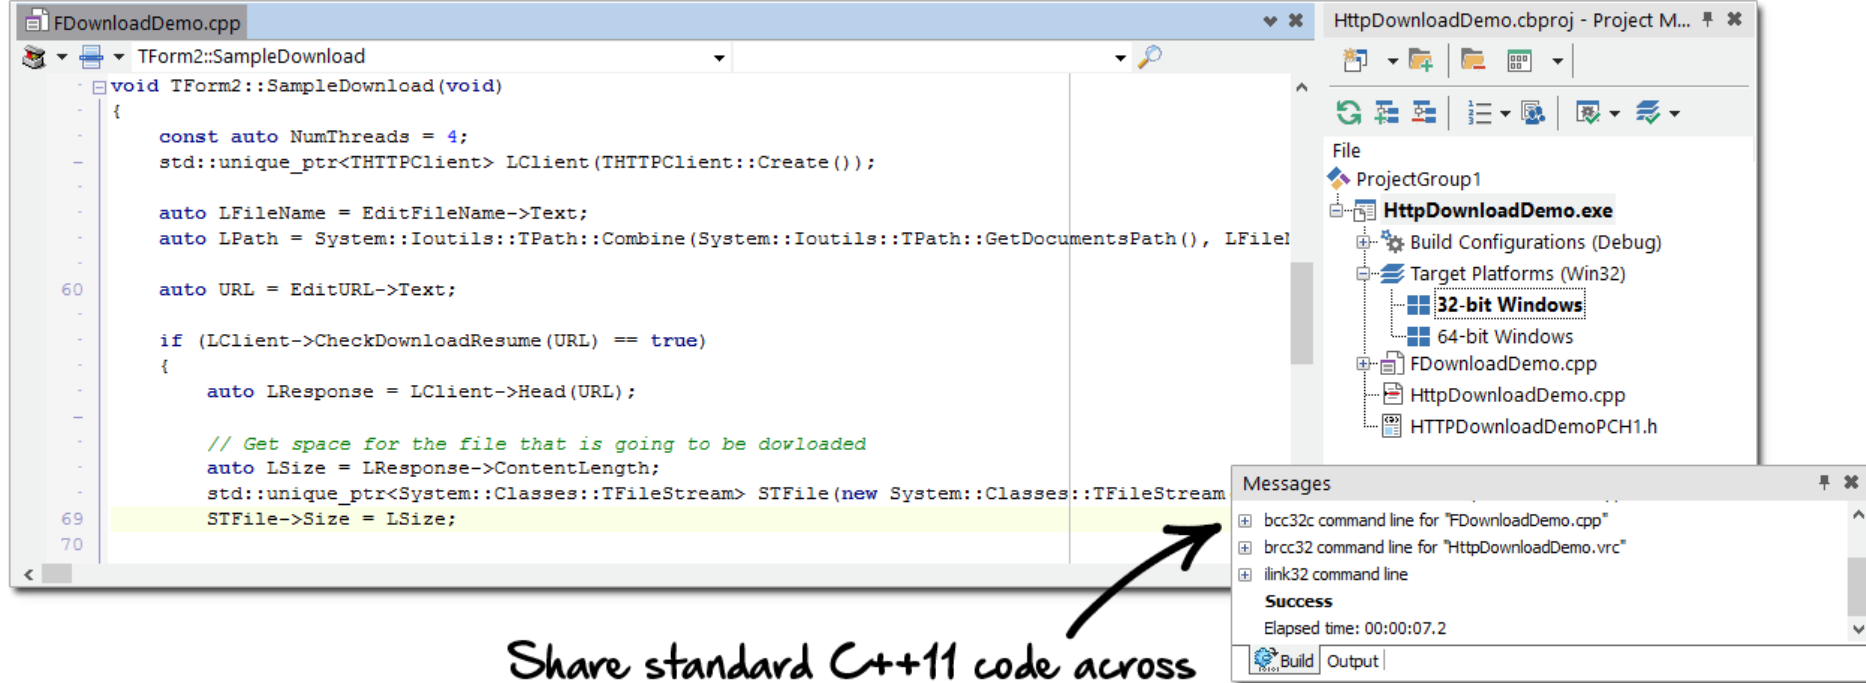 FDownloadDemo.cpp
TForm2::SampleDownload
void TForm2::SampleDownload(void)
{
const auto NumThreads = 4;
std::unique_ptr<THTTPClient> LClient(THTTPClient::Create());
auto LFileName = EditFileName->Text;
auto LPath = System::Ioutils::TPath::Combine(System::Ioutils::TPath::GetDocumentsPath(), LFile
60 auto URL = EditURL->Text;
if (LClient->CheckDownloadResume(URL) == true)
{
auto LResponse = LClient->Head(URL);
// Get space for the file that is going to be dowloaded
auto LSize = LResponse->ContentLength;
std::unique_ptr<System::Classes::TFileStream> STFile(new System::Classes::TFileStream
69 STFile->Size = LSize;
70
HttpDownloadDemo.cbproj - Project M...
File
ProjectGroup1
HttpDownloadDemo.exe
Build Configurations (Debug)
Target Platforms (Win32)
32-bit Windows
64-bit Windows
FDownloadDemo.cpp
HttpDownloadDemo.cpp
HTTPDownloadDemoPCH1.h
Messages
bcc32c command line for "FDownloadDemo.cpp"
brcc32 command line for "HttpDownloadDemo.vrc"
ilink32 command line
Success
Elapsed time: 00:00:07.2
Build Output
Share standard C++11 code across